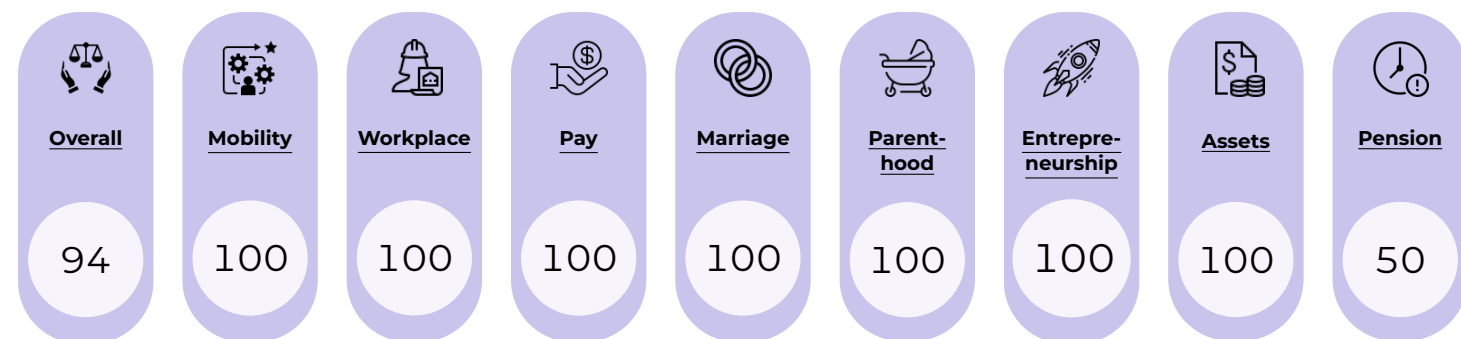 Overall
94
Mobility
100
Workplace
100
Pay
100
Marriage
100
Parent-
hood
100
Entrepre-
neurship
100
$
Assets
100
Pension
50